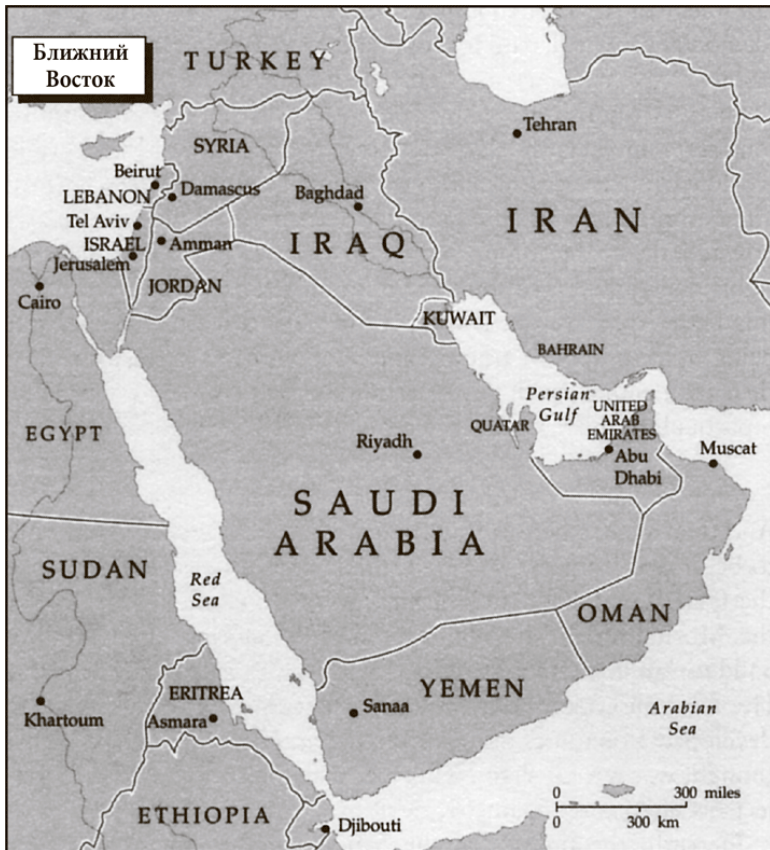 Ближний
Восток
TURKEY
Tehran
SYRIA
Beirut
LEBANON
Damascus
Baghdad
IRAN
Tel Aviv
ISRAEL
Amman
IRAQ
Jerusalem
JORDAN
Cairo
KUWAIT
BAHRAIN
Persian
Gulf
UNITED
ARAB
EMIRATES
QUATAR
EGYPT
Riyadh
Abu
Dhabi
Muscat
SAUDI
ARABIA
SUDAN
Red
Sea
OMAN
YEMEN
ERITREA
Khartoum
Asmara
Sanaa
Arabian
Sea
ETHIOPIA
Djibouti
0 300 miles
0 300 km